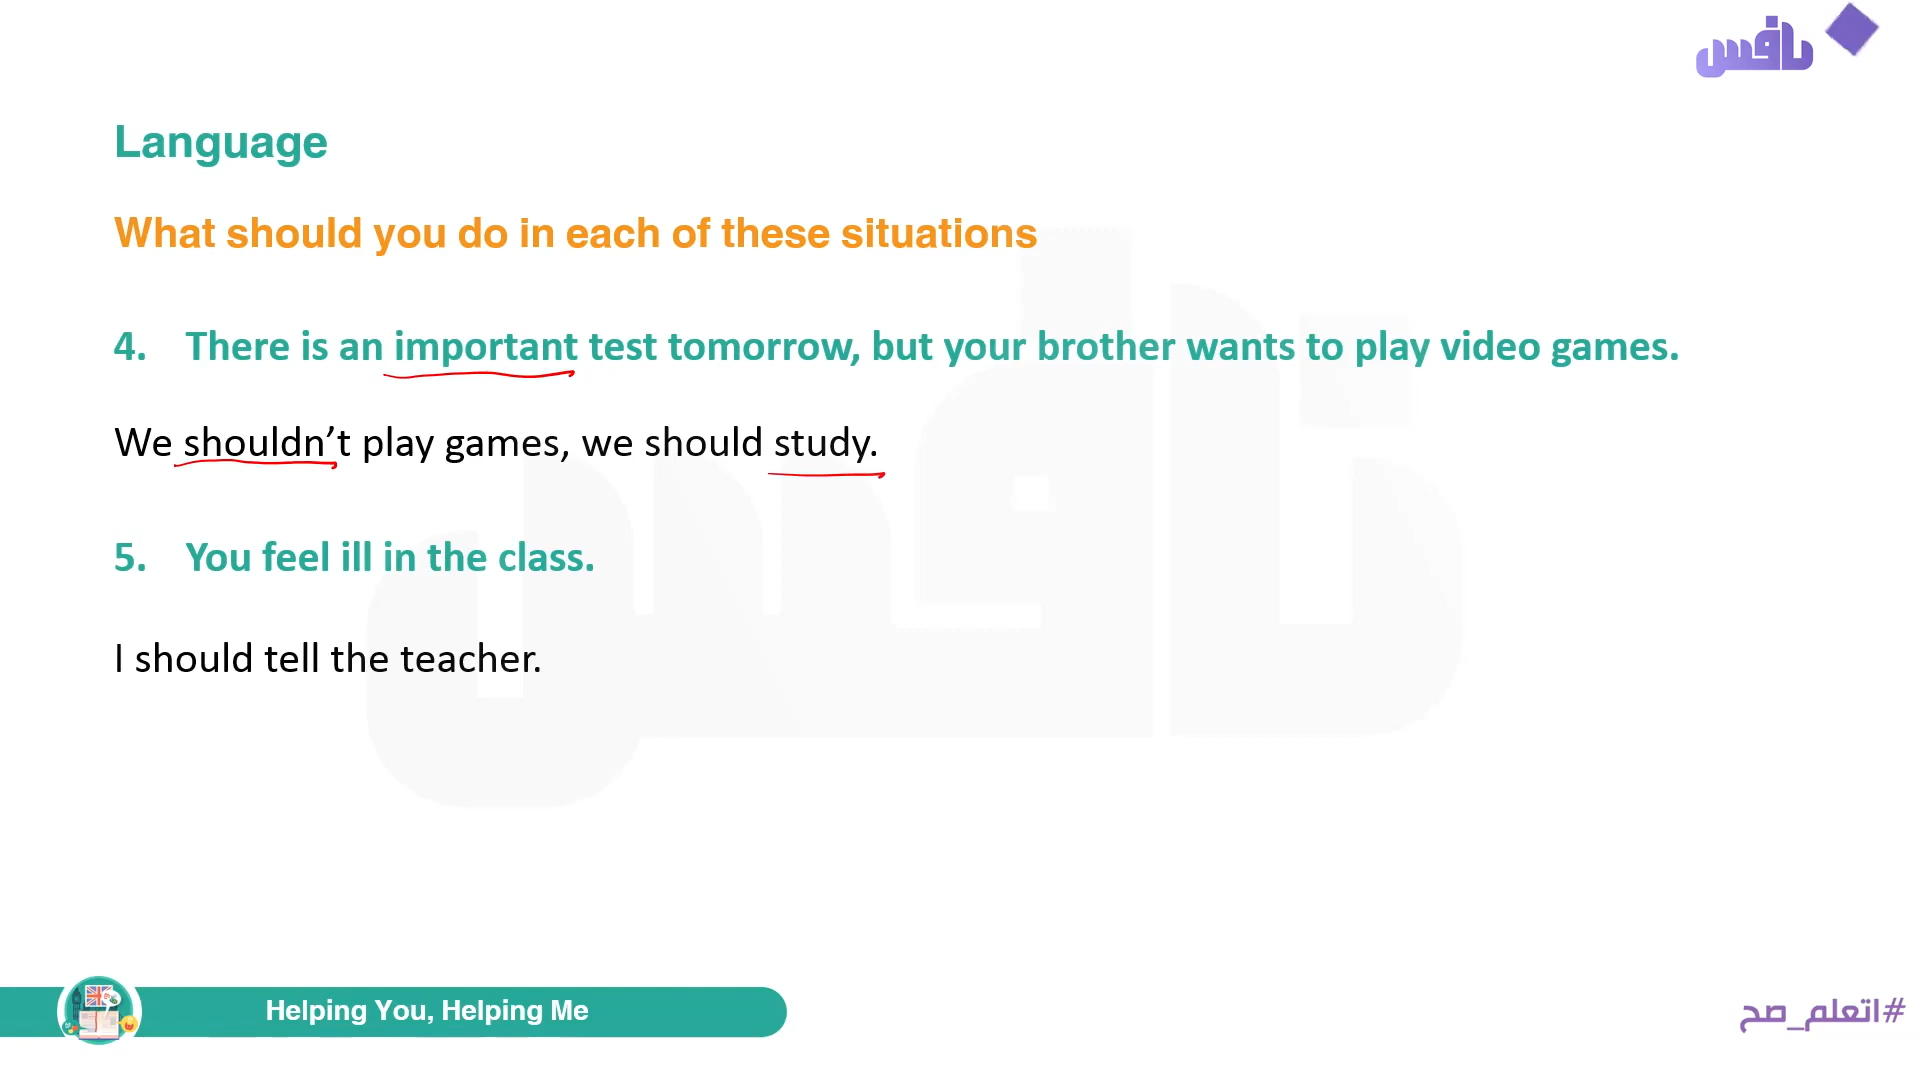 نافس
Language
What should you do in each of these situations
4. There is an important test tomorrow, but your brother wants to play video games.
We shouldn’t play games, we should study.
5. You feel ill in the class.
I should tell the teacher.
Helping You, Helping Me
#اتعلم_صح